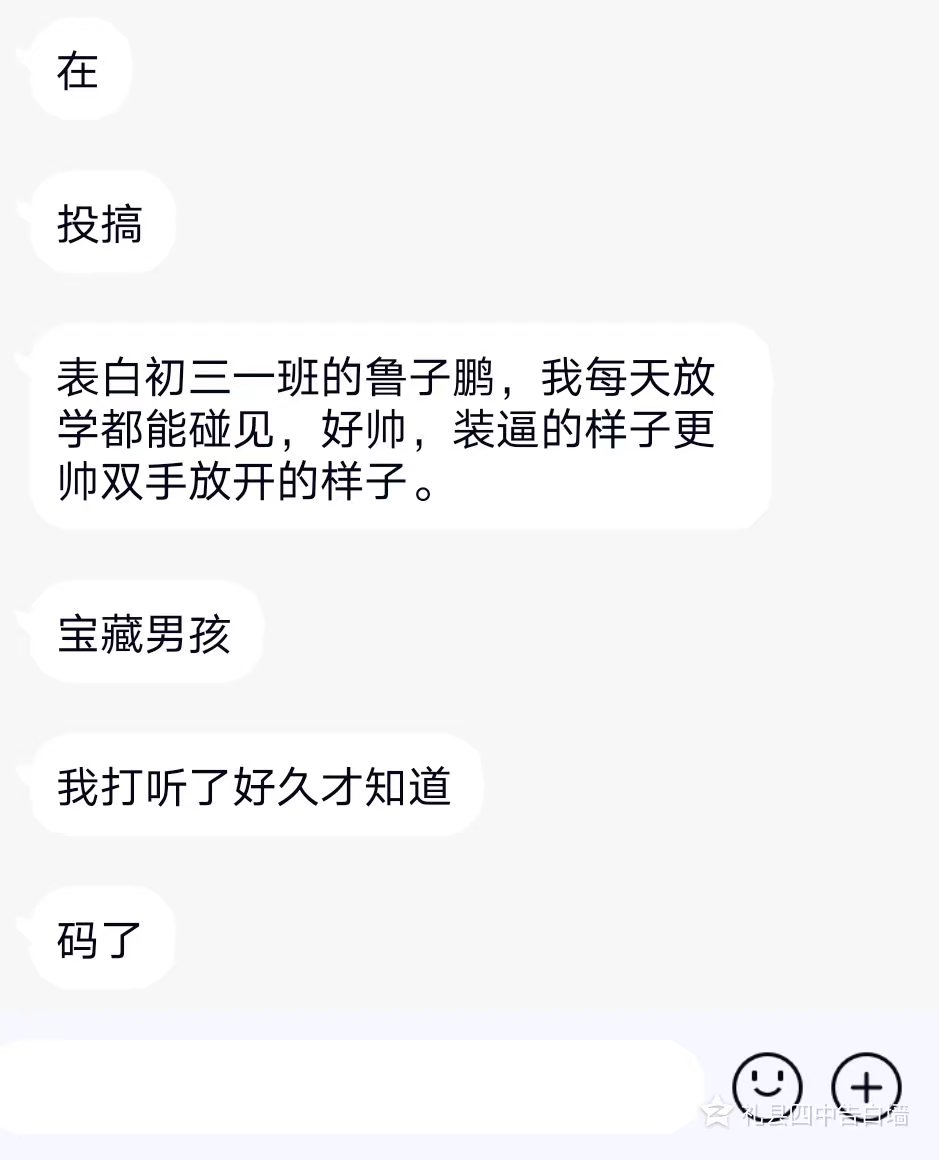 在
投搞
表白初三一班的鲁子鹏，我每天放
学都能碰见，好帅，装逼的样子更
帅双手放开的样子。
宝藏男孩
我打听了好久才知道
码了
礼县四中告白墙